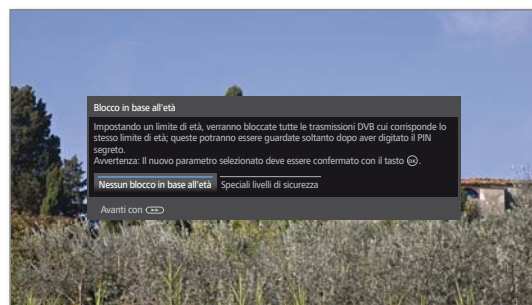 Blocco in base all'età
Impostando un limite di età, verranno bloccate tutte le trasmissioni DVB cui corrisponde lo
stesso limite di età; queste potranno essere guardate soltanto dopo aver digitato il PIN
segreto.
Avvertenza: Il nuovo parametro selezionato deve essere confermato con il tasto OK.
Nessun blocco in base all'età Speciali livelli di sicurezza
Avanti con